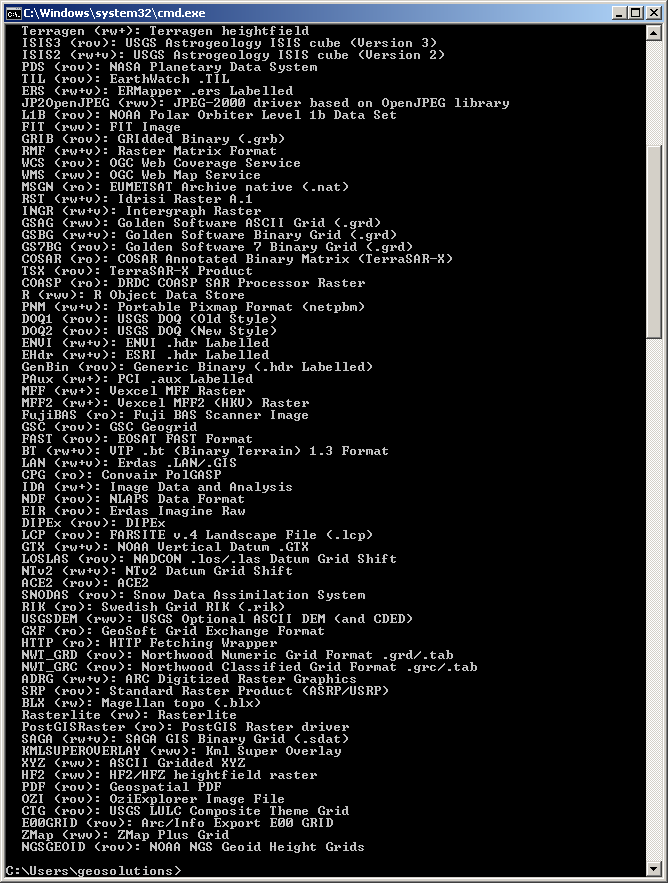 C:\Windows\system32\cmd.exe
Terragen (rw+): Terragen heightfield
ISIS3 (rov): USGS Astrogeology ISIS cube (Version 3)
ISIS2 (rw+v): USGS Astrogeology ISIS cube (Version 2)
PDS (rov): NASA Planetary Data System
TIL (rov): EarthWatch .TIL
ERS (rw+v): ERMapper .ers Labelled
JP2OpenJPEG (rwv): JPEG-2000 driver based on OpenJPEG library
L1B (rov): NOAA Polar Orbiter Level 1b Data Set
FIT (rwv): FIT Image
GRIB (rov): GRIdded Binary (.grb)
RMF (rw+v): Raster Matrix Format
WCS (rov): OGC Web Coverage Service
WMS (rwv): OGC Web Map Service
MSGN (ro): EUMETSAT Archive native (.nat)
RST (rw+v): Idrisi Raster A.1
INGR (rw+v): Intergraph Raster
GSAG (rwv): Golden Software ASCII Grid (.grd)
GSBG (rw+v): Golden Software Binary Grid (.grd)
GS7BG (rov): Golden Software 7 Binary Grid (.grd)
COSAR (ro): COSAR Annotated Binary Matrix (TerraSAR-X)
TSX (rov): TerraSAR-X Product
COASP (ro): DRDC COASP SAR Processor Raster
R (rwv): R Object Data Store
PNM (rw+v): Portable Pixmap Format (netpbm)
DOQ1 (rov): USGS DOQ (Old Style)
DOQ2 (rov): USGS DOQ (New Style)
ENVI (rw+v): ENVI .hdr Labelled
EHdr (rw+v): ESRI .hdr Labelled
GenBin (rov): Generic Binary (.hdr Labelled)
PAux (rw+): PCI .aux Labelled
MFF (rw+): Vexcel MFF Raster
MFF2 (rw+): Vexcel MFF2 (HKV) Raster
FujiBAS (ro): Fuji BAS Scanner Image
GSC (rov): GSC Geogrid
FAST (rov): EOSAT FAST Format
BT (rw+v): VTP .bt (Binary Terrain) 1.3 Format
LAN (rw+v): Erdas .LAN/.GIS
CPG (ro): Convair PolGASP
IDA (rw+): Image Data and Analysis
NDF (rov): NLAPS Data Format
EIR (rov): Erdas Imagine Raw
DIPEx (rov): DIPEx
LCP (rov): FARSITE v.4 Landscape File (.lcp)
GTX (rw+v): NOAA Vertical Datum .GTX
LOSLAS (rov): NADCON .los/.las Datum Grid Shift
NTv2 (rw+v): NTv2 Datum Grid Shift
ACE2 (rov): ACE2
SNODAS (rov): Snow Data Assimilation System
RIK (ro): Swedish Grid RIK (.rik)
USGSDEM (rwv): USGS Optional ASCII DEM (and CDED)
GXF (ro): GeoSoft Grid Exchange Format
HTTP (ro): HTTP Fetching Wrapper
NWT_GRD (rov): Northwood Numeric Grid Format .grd/.tab
NWT_GRC (rov): Northwood Classified Grid Format .grc/.tab
ADRG (rw+v): ARC Digitized Raster Graphics
SRP (rov): Standard Raster Product (ASRP/USRP)
BLX (rw): Magellan topo (.blx)
Rasterlite (rw): Rasterlite
PostGISRaster (ro): PostGIS Raster driver
SAGA (rw+v): SAGA GIS Binary Grid (.sdat)
KMLSUPEROVERLAY (rwv): Kml Super Overlay
XYZ (rwv): ASCII Gridded XYZ
HF2 (rwv): HF2/HFZ heightfield raster
PDF (rov): Geospatial PDF
OZI (rov): OziExplorer Image File
CTG (rov): USGS LULC Composite Theme Grid
E00GRID (rov): Arc/Info Export E00 GRID
ZMap (rwv): ZMap Plus Grid
NGSGEOID (rov): NOAA NGS Geoid Height Grids
C:\Users\geosolutions>